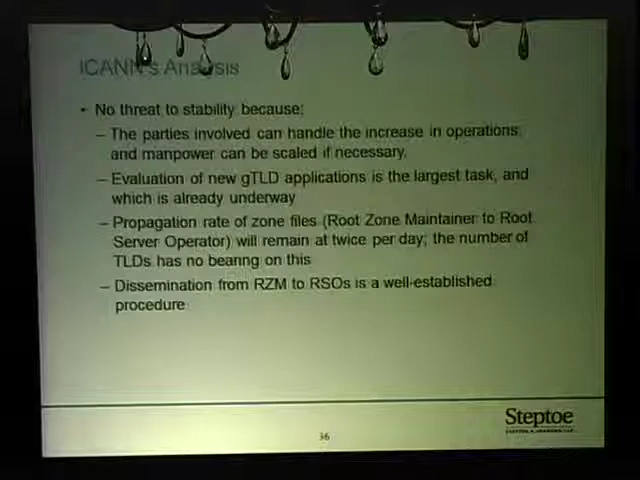 ICANN's Analysis
• No threat to stability because:
– The parties involved can handle the increase in operations;
and manpower can be scaled if necessary.
– Evaluation of new gTLD applications is the largest task, and
which is already underway
– Propagation rate of zone files (Root Zone Maintainer to Root
Server Operator) will remain at twice per day; the number of
TLDs has no bearing on this
– Dissemination from RZM to RSOs is a well-established
procedure
Steptoe
STEPTOE & JOHNSON LLP
36